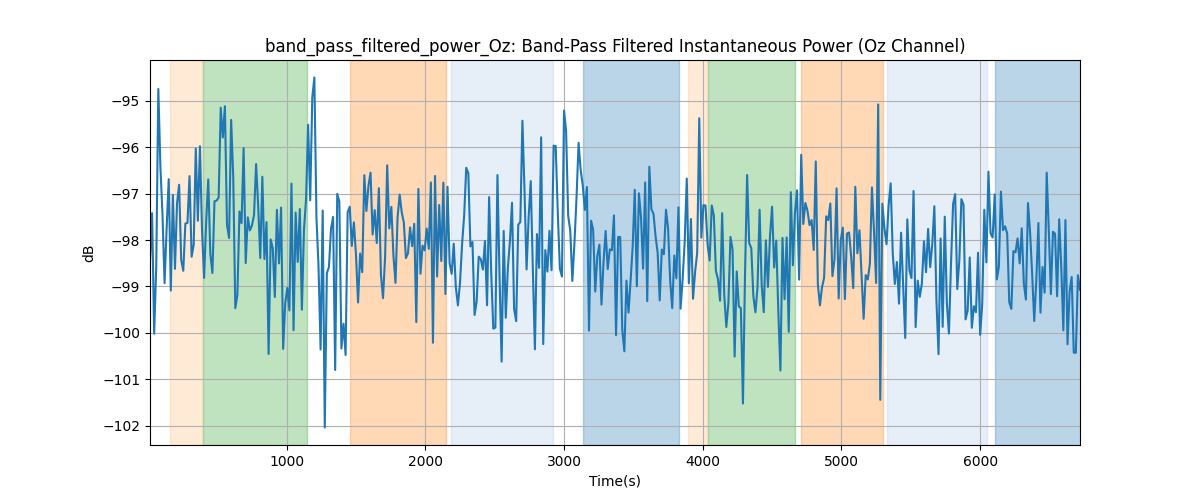 band_pass_filtered_power_Oz: Band-Pass Filtered Instantaneous Power (Oz Channel)
dB
−95
−96
−97
−98
−99
−100
−101
−102
1000 2000 3000 4000 5000 6000
Time(s)